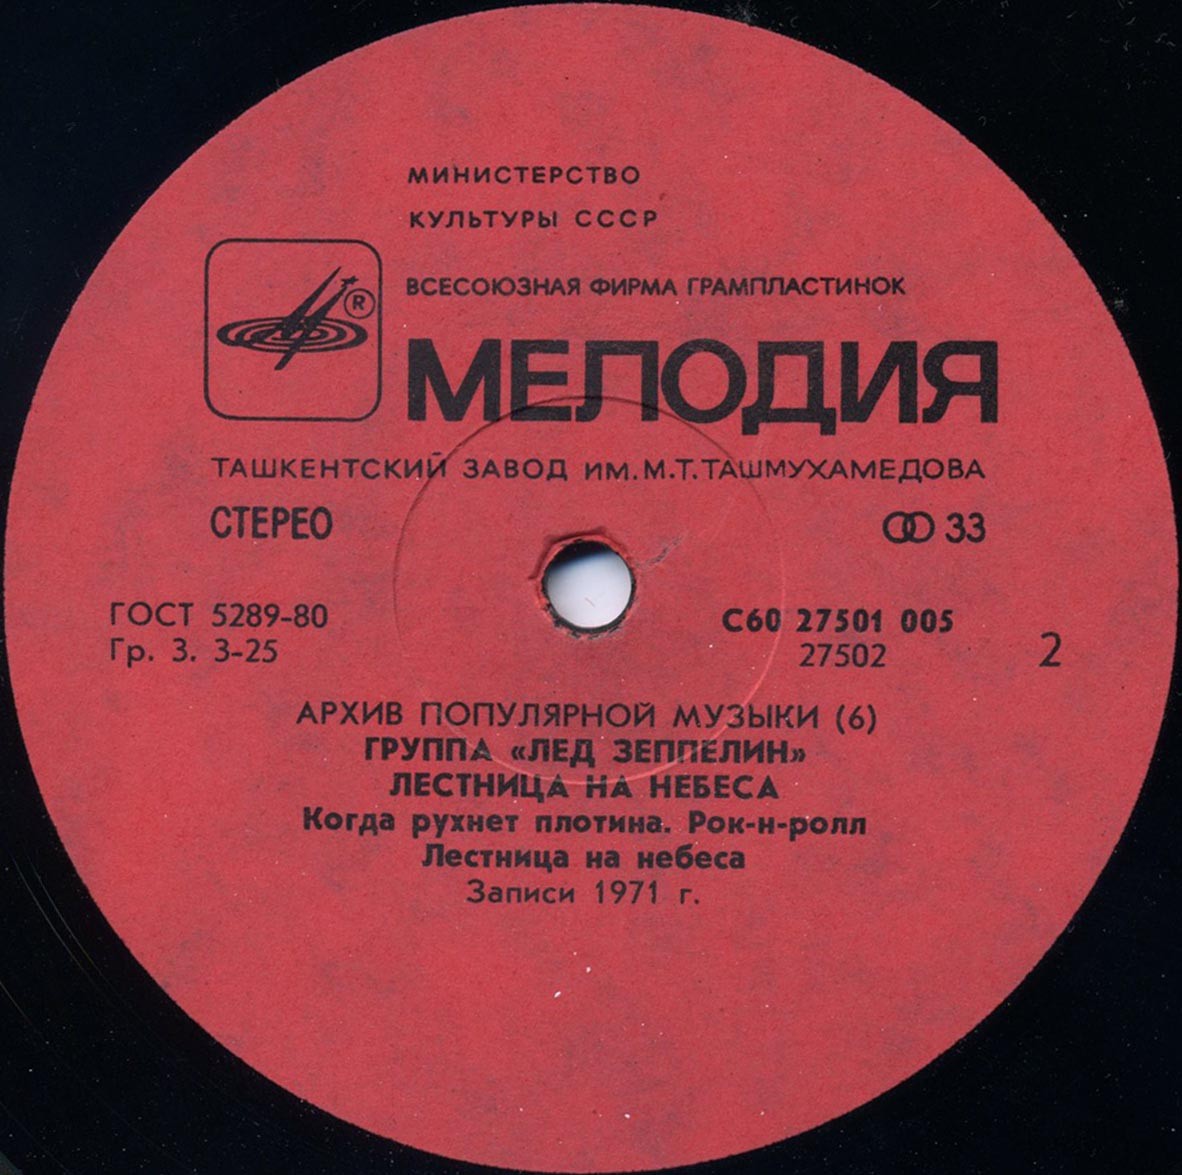 МИНИСТЕРСТВО
КУЛЬТУРЫ СССР
ВСЕСОЮЗНАЯ ФИРМА ГРАМПЛАСТИНОК
®
МЕЛОДИЯ
ТАШКЕНТСКИЙ ЗАВОД ИМ. М. Т. ТАШМУХАМЕДОВА
СТЕРЕО 33
ГОСТ 5289-80 С60 27501 005
Гр. 3. 3-25 27502 2
АРХИВ ПОПУЛЯРНОЙ МУЗЫКИ (6)
ГРУППА «ЛЕД ЗЕППЕЛИН»
ЛЕСТНИЦА НА НЕБЕСА
Когда рухнет плотина. Рок-н-ролл
Лестница на небеса
Записи 1971 г.